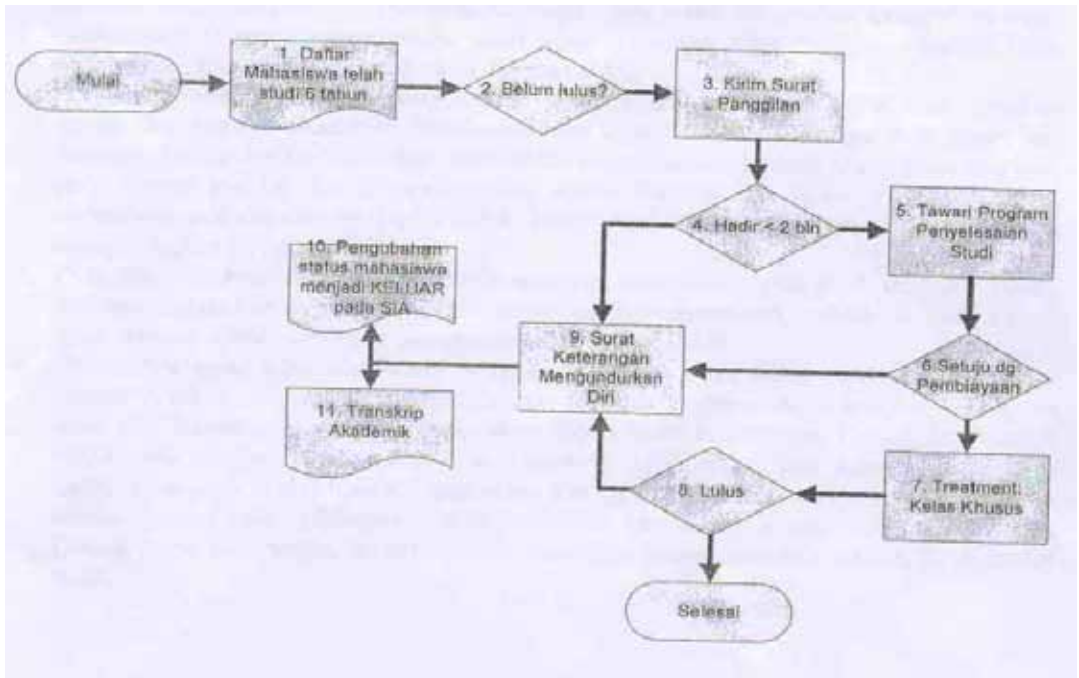 Mulai
1. Daftar
Mahasiswa telah
studi 6 tahun
2. Belum lulus?
3. Kirim Surat
Panggilan
4. Hadir < 2 bln
5. Tawari Program
Penyelesaian
Studi
6. Setuju dg
Pembiayaan
7. Treatment:
Kelas Khusus
8. Lulus
9. Surat
Keterangan
Mengundurkan
Diri
10. Pengubahan
status mahasiswa
menjadi KELUAR
pada SIA
11. Transkrip
Akademik
Selesai